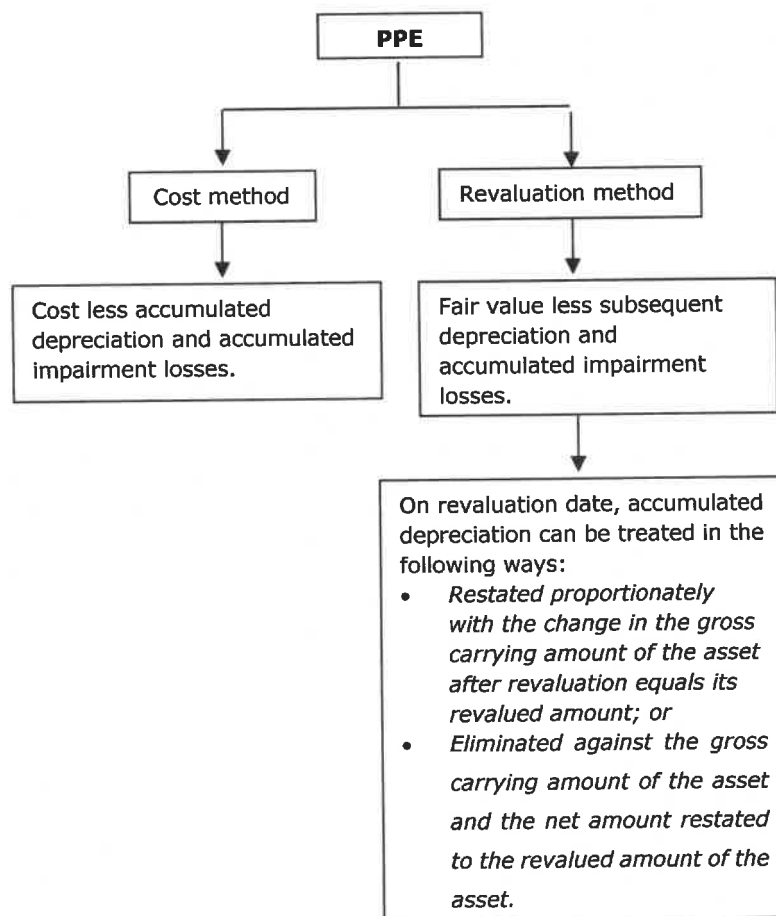 PPE
Cost method
Revaluation method
Cost less accumulated
depreciation and accumulated
impairment losses.
Fair value less subsequent
depreciation and
accumulated impairment
losses.
On revaluation date, accumulated
depreciation can be treated in the
following ways:
• Restated proportionately
with the change in the gross
carrying amount of the asset
after revaluation equals its
revalued amount; or
• Eliminated against the gross
carrying amount of the asset
and the net amount restated
to the revalued amount of the
asset.